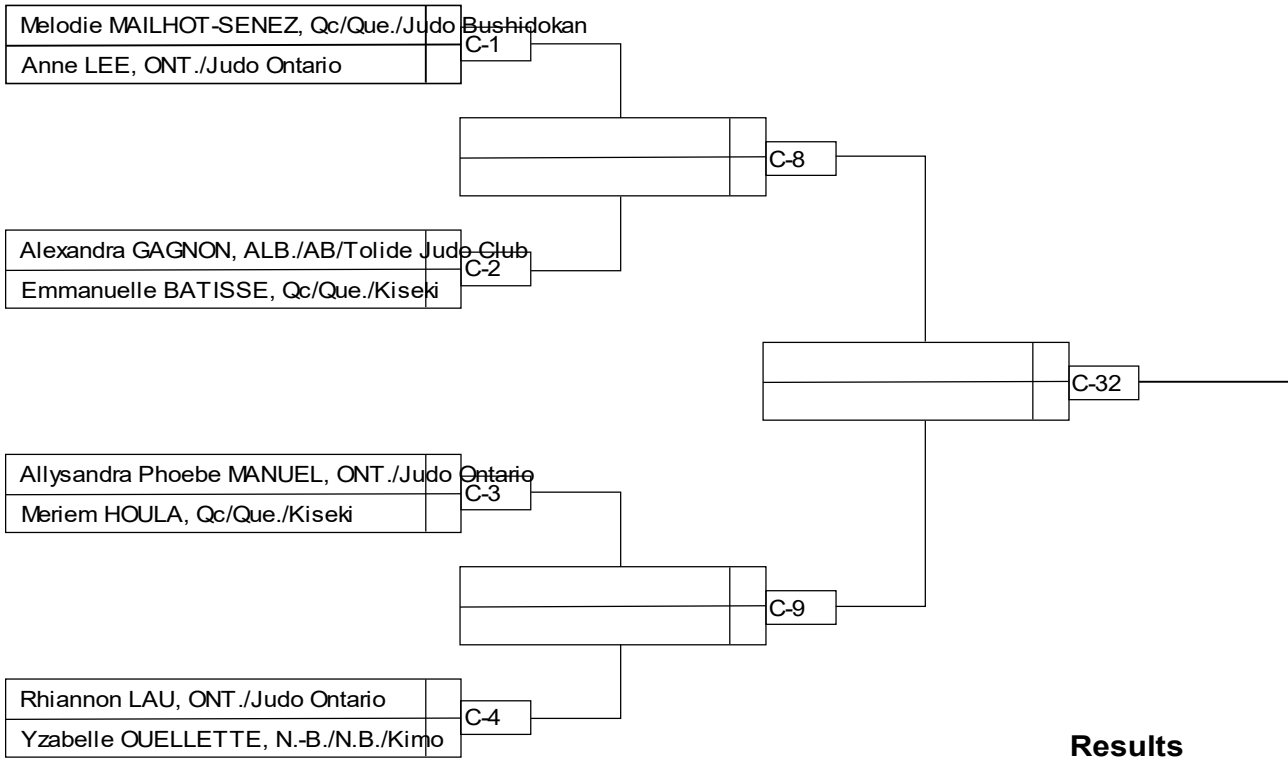 Melodie MAILHOT-SENEZ, Qc/Que./Judo Bushidokan
C-1
Anne LEE, ONT./Judo Ontario
C-8
Alexandra GAGNON, ALB./AB/Tolide Judo Club
C-2
Emmanuelle BATISSE, Qc/Que./Kiseki
C-32
Allysandra Phoebe MANUEL, ONT./Judo Ontario
C-3
Meriem HOULA, Qc/Que./Kiseki
C-9
Rhiannon LAU, ONT./Judo Ontario
C-4
Yzabelle OUELLETTE, N.-B./N.B./Kimo
Results